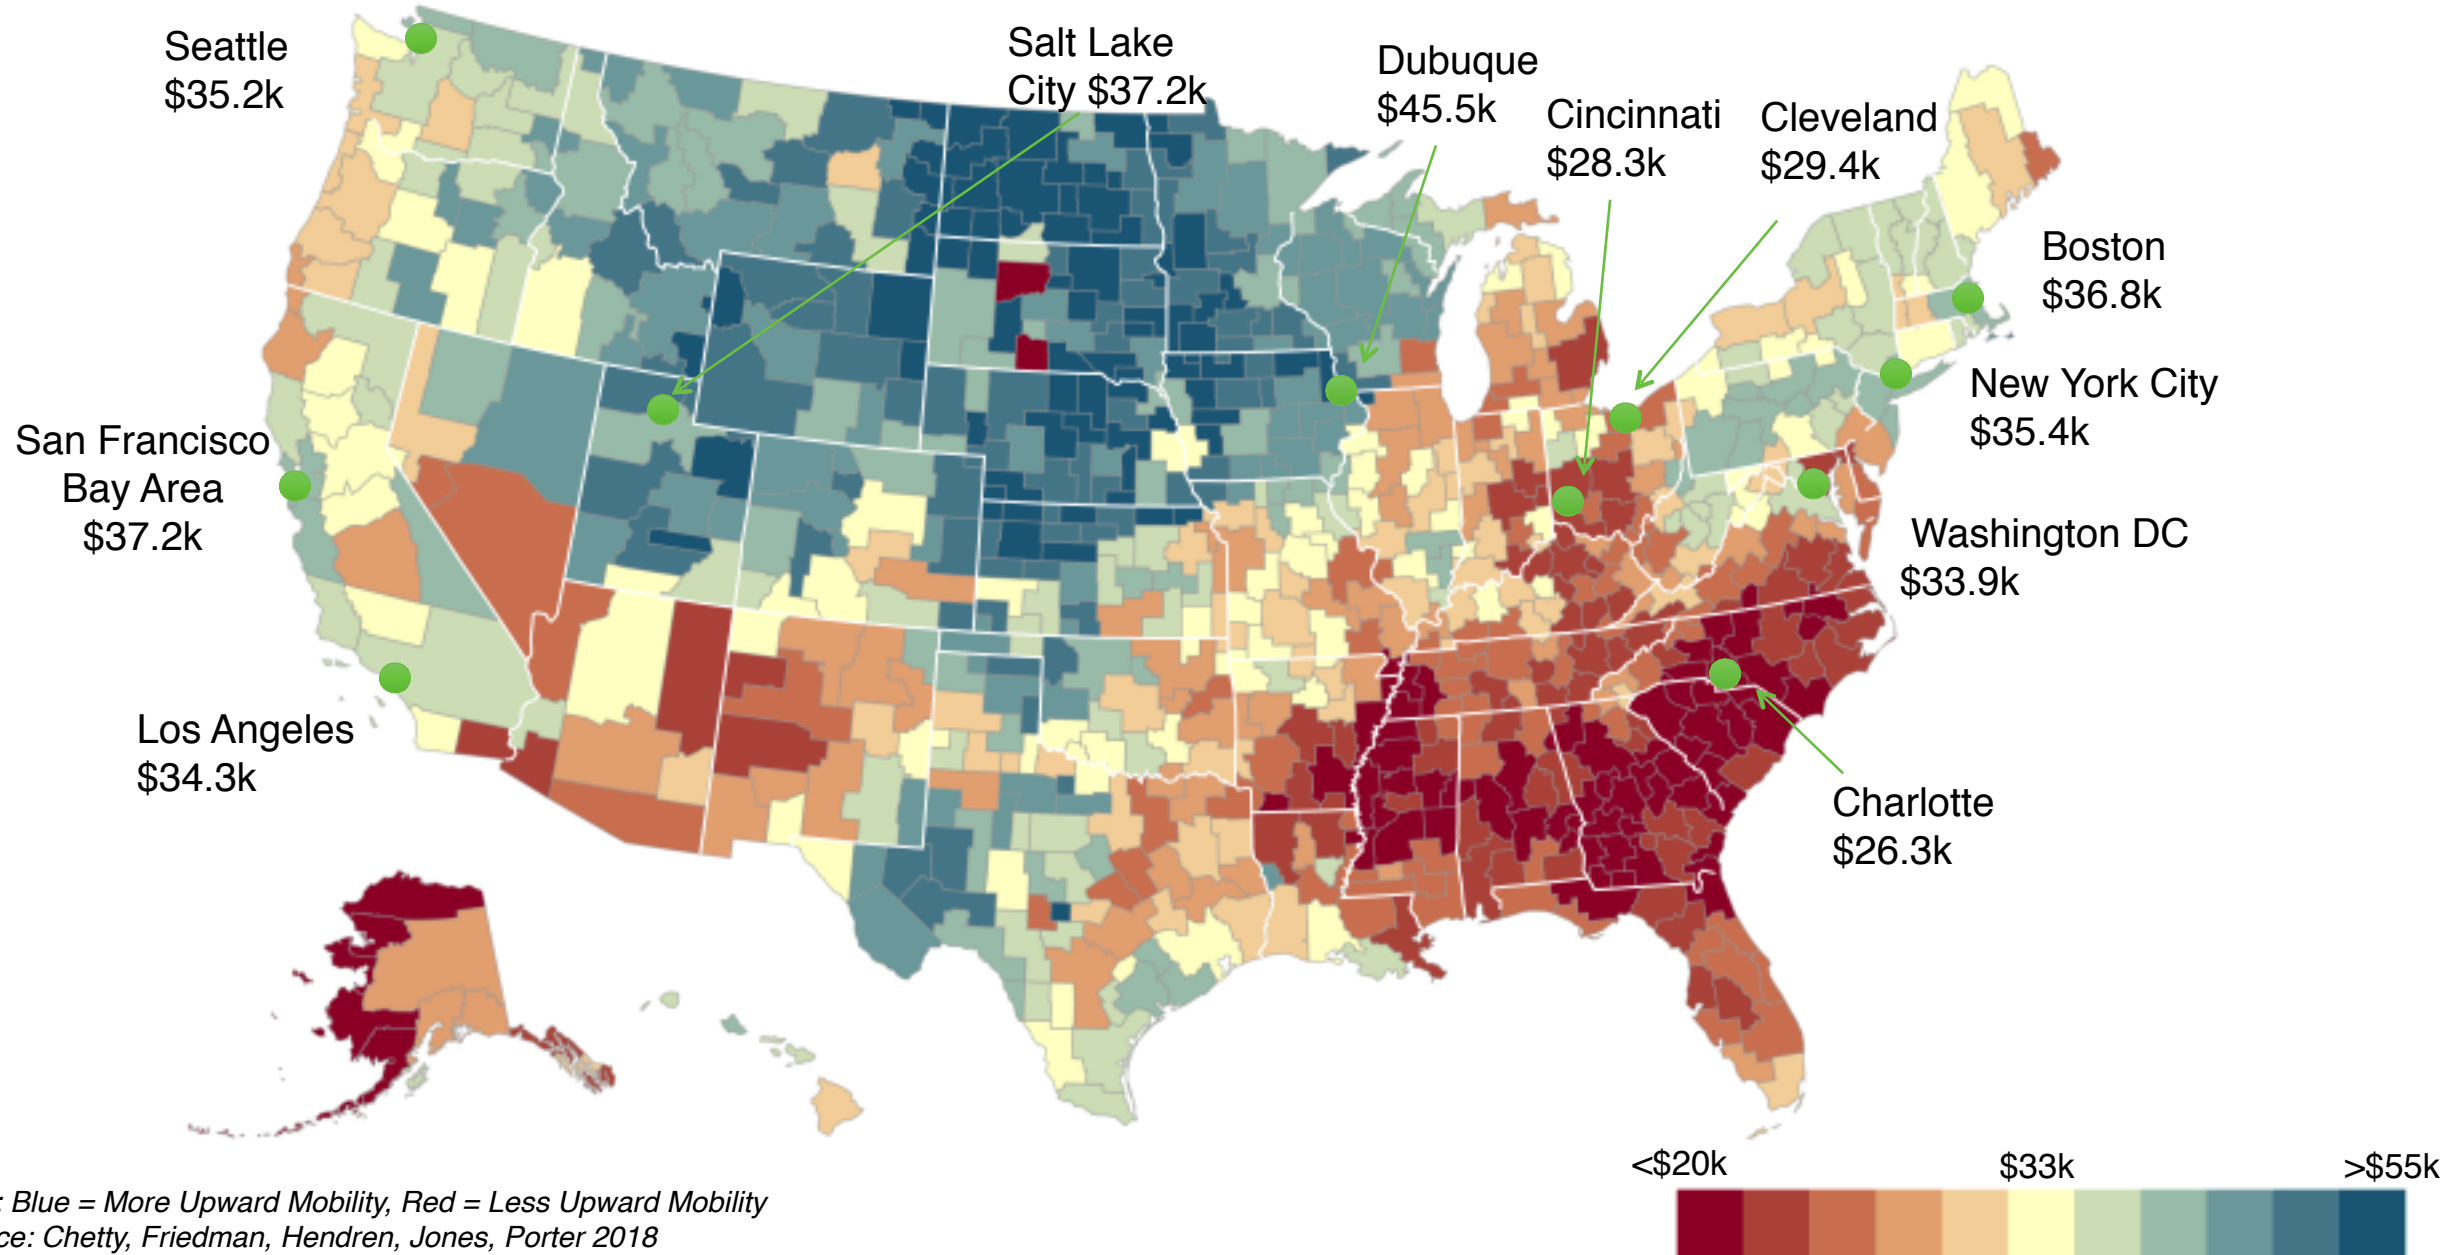 Seattle
$35.2k
Salt Lake
City $37.2k
Dubuque
$45.5k
Cincinnati
$28.3k
Cleveland
$29.4k
Boston
$36.8k
New York City
$35.4k
San Francisco
Bay Area
$37.2k
Washington DC
$33.9k
Los Angeles
$34.3k
Charlotte
$26.3k
<$20k $33k >$55k
: Blue = More Upward Mobility, Red = Less Upward Mobility
ce: Chetty, Friedman, Hendren, Jones, Porter 2018